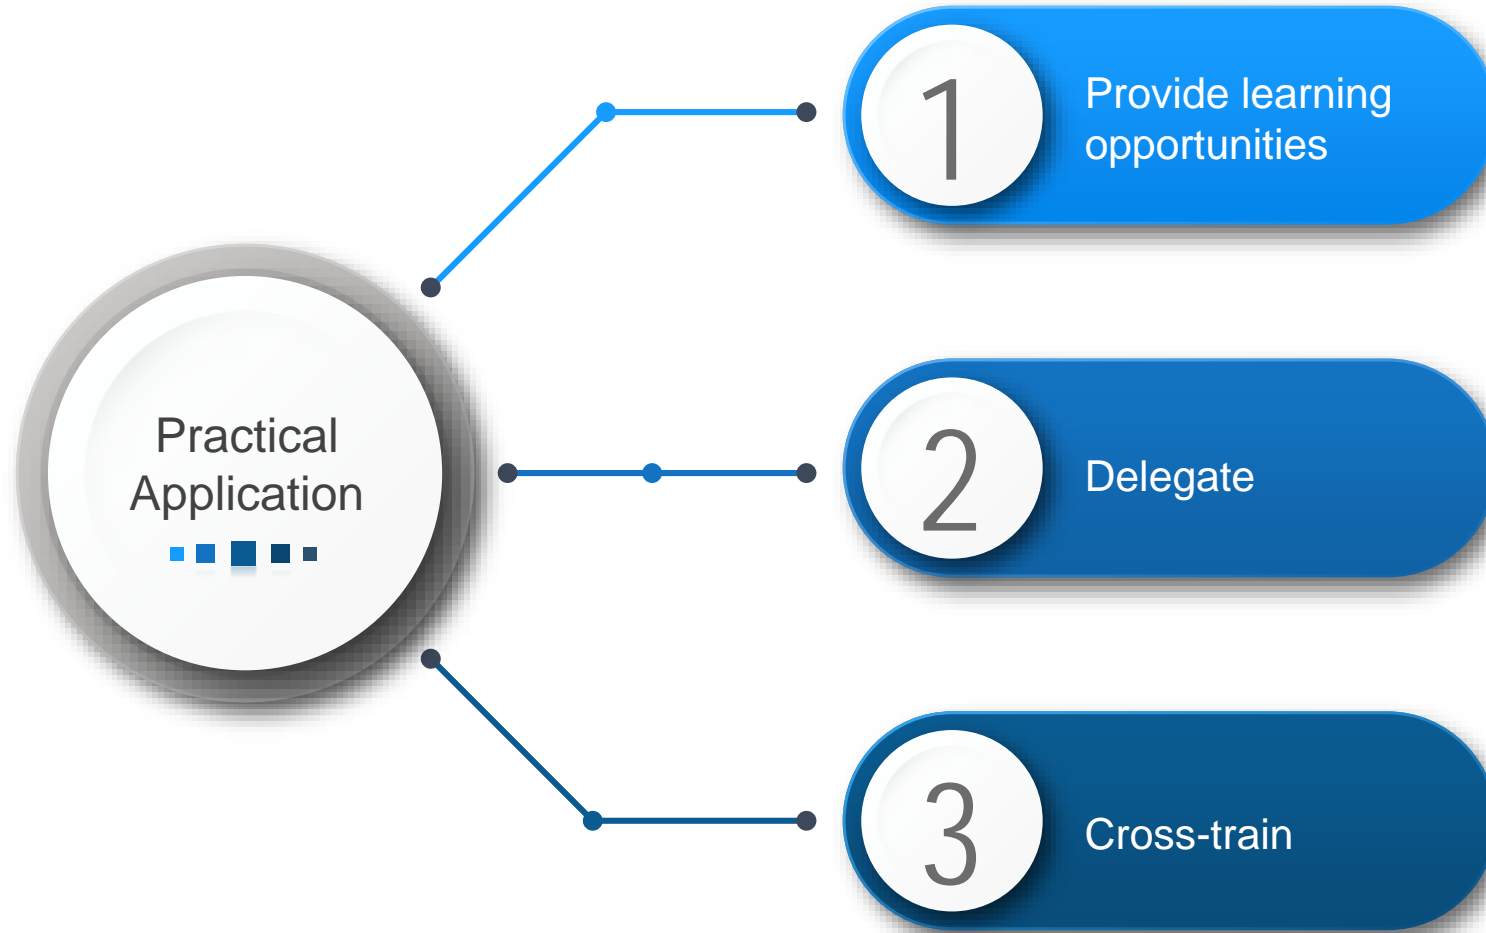 Practical
Application
1
Provide learning
opportunities
2
Delegate
3
Cross-train